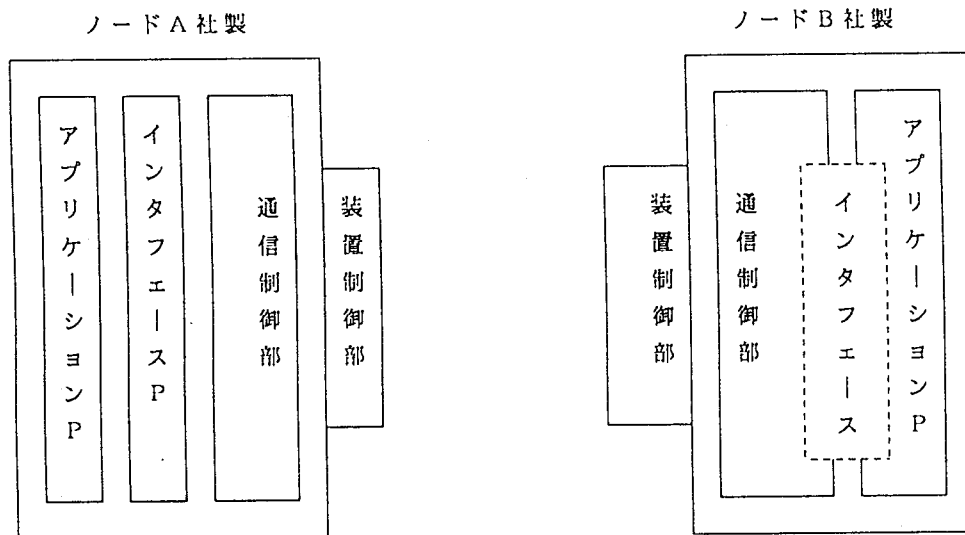 ノードA社製
アプリケーションP
インタフェースP
通信制御部
装置制御部
ノードB社製
装置制御部
通信制御部
インタフェース
アプリケーションP